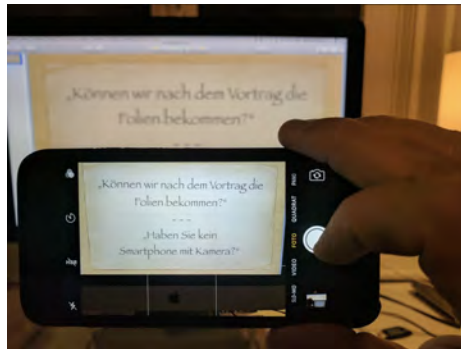 „Können wir nach dem Vortrag die
Folien bekommen?“
- - -
„Können wir nach dem Vortrag die
Folien bekommen?“
- - -
„Haben Sie kein
Smartphone mit Kamera?“
SLO-MO VIDEO FOTO QUADRAT PANO